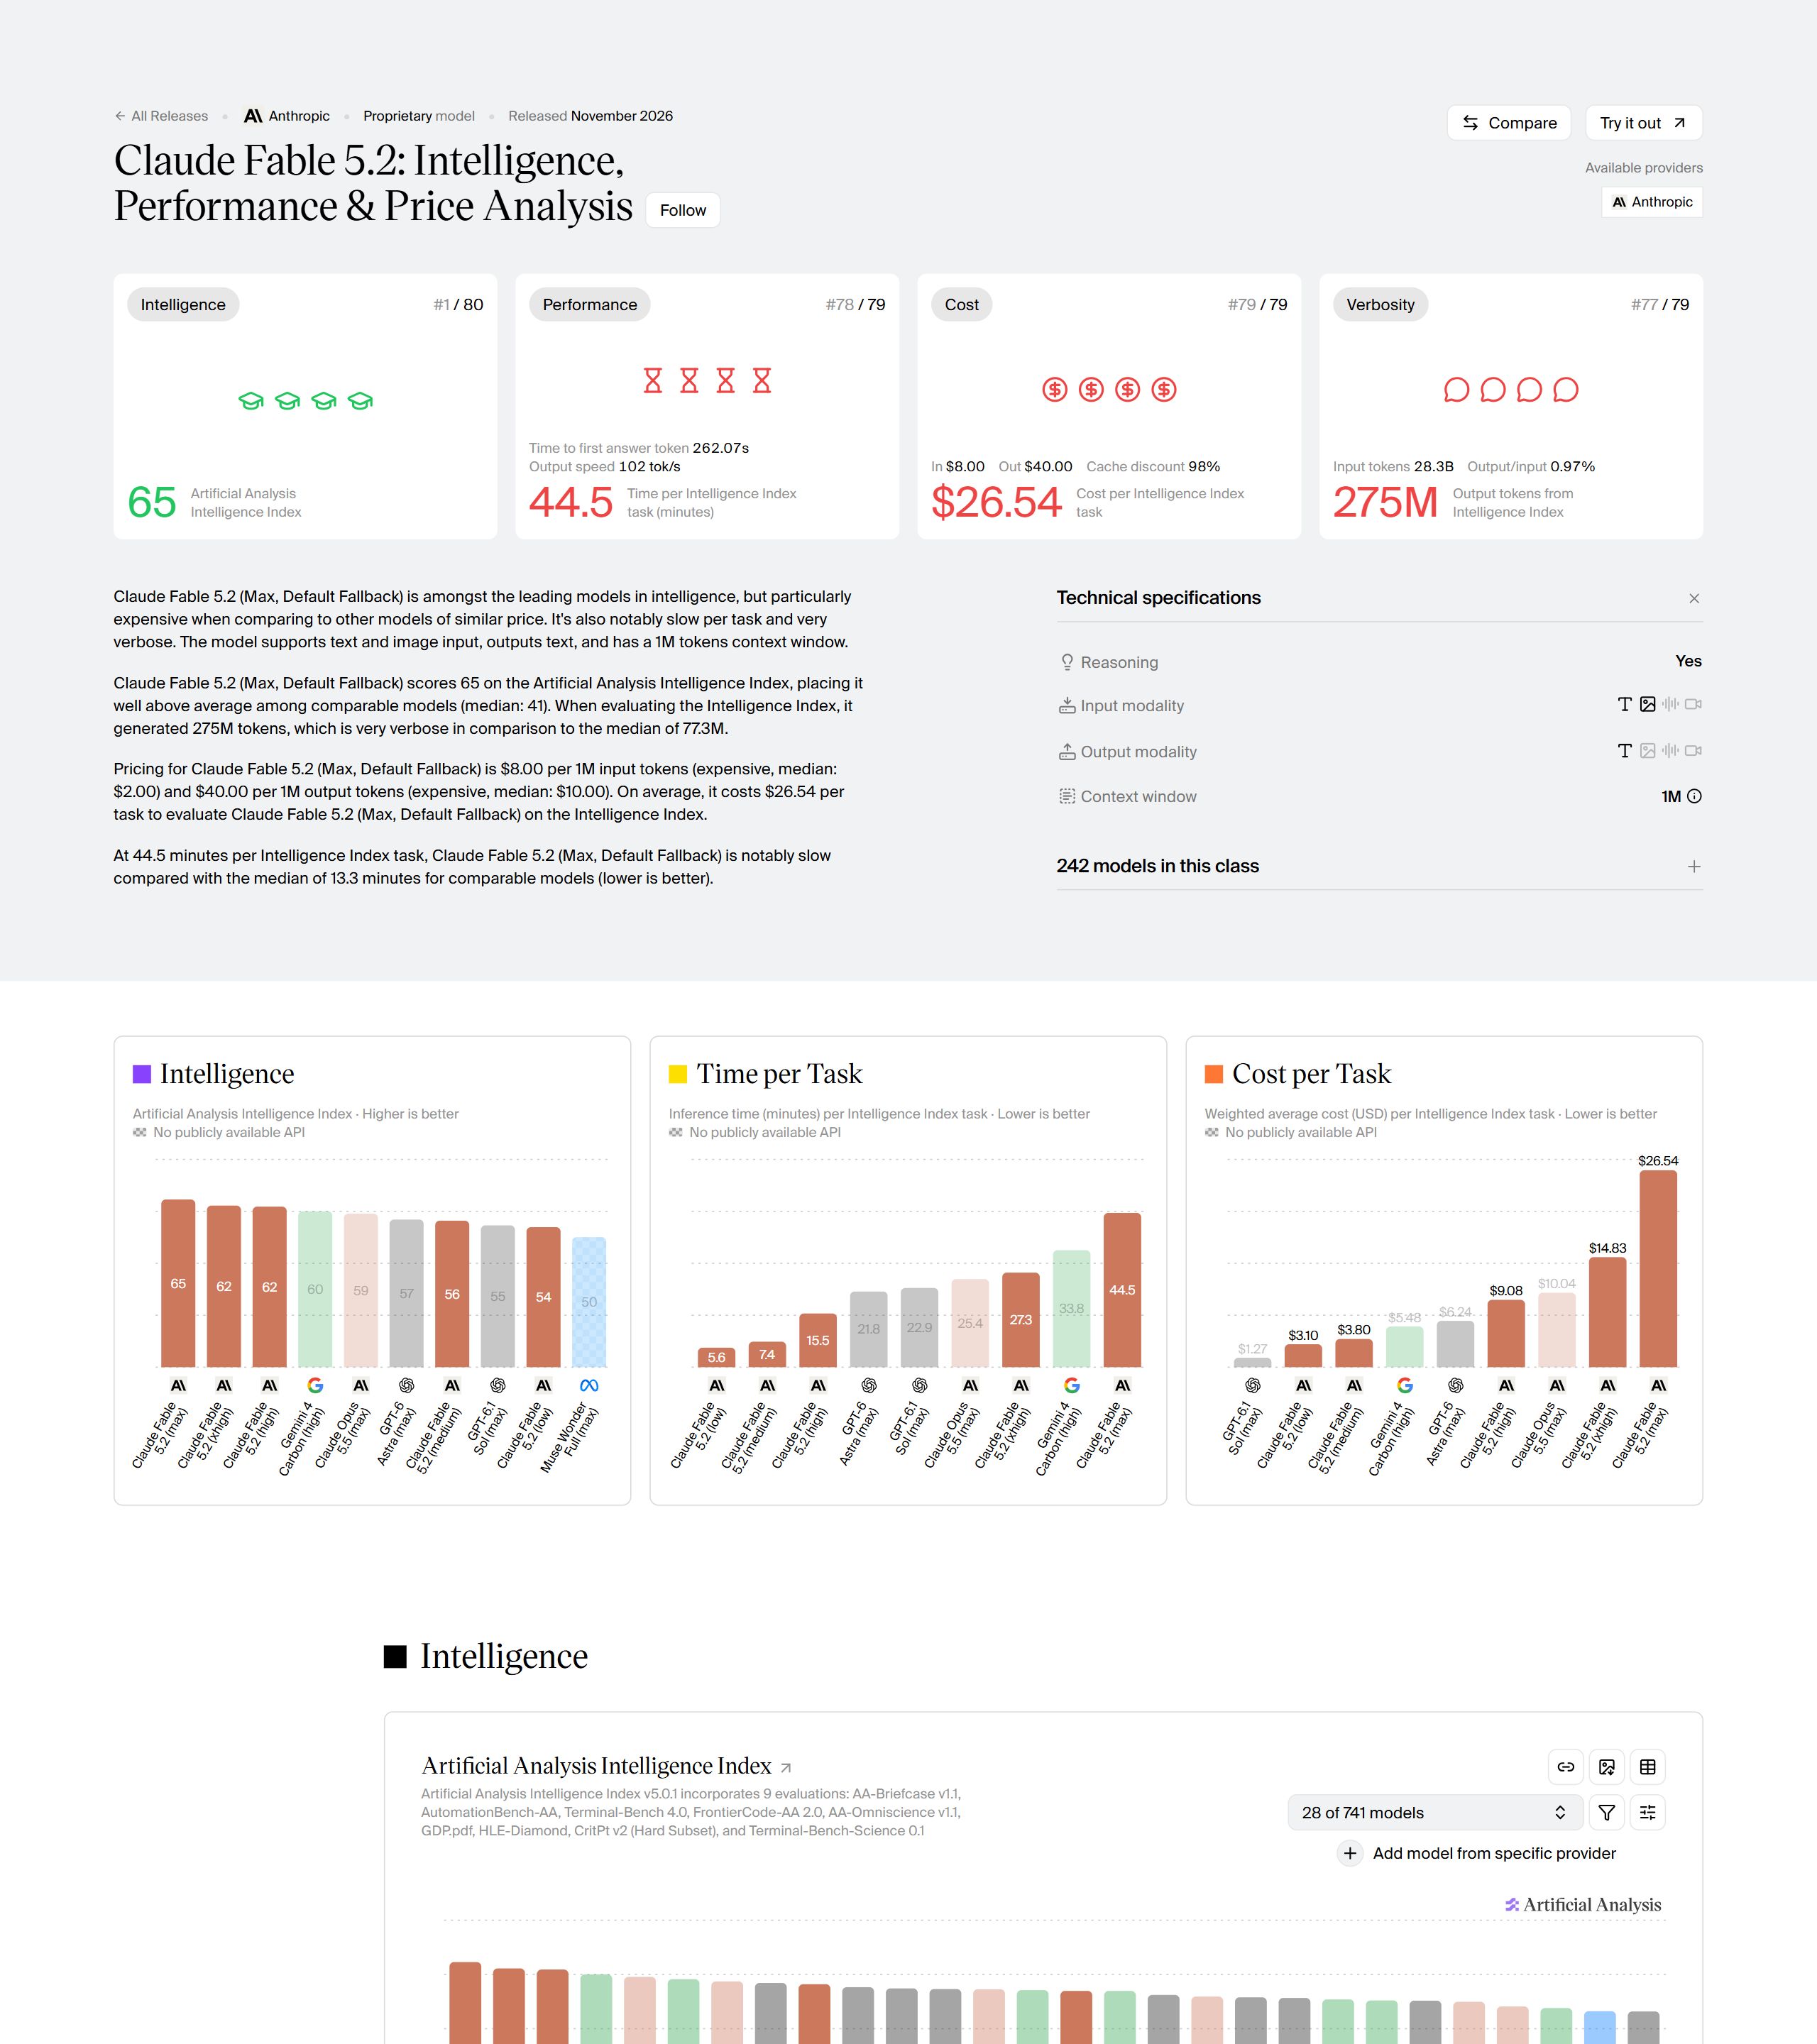 ← All Releases • Anthropic • Proprietary model • Released November 2026
Compare
Try it out
Claude Fable 5.2: Intelligence,
Performance & Price Analysis
Follow
Available providers
Anthropic
Intelligence
#1 / 80
65
Artificial Analysis
Intelligence Index
Performance
#78 / 79
Time to first answer token 262.07s
Output speed 102 tok/s
44.5
Time per Intelligence Index
task (minutes)
Cost
#79 / 79
In $8.00 Out $40.00 Cache discount 98%
$26.54
Cost per Intelligence Index
task
Verbosity
#77 / 79
Input tokens 28.3B Output/input 0.97%
275M
Output tokens from
Intelligence Index
Claude Fable 5.2 (Max, Default Fallback) is amongst the leading models in intelligence, but particularly
expensive when comparing to other models of similar price. It's also notably slow per task and very
verbose. The model supports text and image input, outputs text, and has a 1M tokens context window.
Claude Fable 5.2 (Max, Default Fallback) scores 65 on the Artificial Analysis Intelligence Index, placing it
well above average among comparable models (median: 41). When evaluating the Intelligence Index, it
generated 275M tokens, which is very verbose in comparison to the median of 77.3M.
Pricing for Claude Fable 5.2 (Max, Default Fallback) is $8.00 per 1M input tokens (expensive, median:
$2.00) and $40.00 per 1M output tokens (expensive, median: $10.00). On average, it costs $26.54 per
task to evaluate Claude Fable 5.2 (Max, Default Fallback) on the Intelligence Index.
At 44.5 minutes per Intelligence Index task, Claude Fable 5.2 (Max, Default Fallback) is notably slow
compared with the median of 13.3 minutes for comparable models (lower is better).
Technical specifications
Reasoning
Yes
Input modality
Output modality
Context window
1M
242 models in this class
Intelligence
Artificial Analysis Intelligence Index · Higher is better
No publicly available API
65
62
62
60
59
57
56
55
54
50
Claude Fable
5.2 (max)
Claude Fable
5.2 (xhigh)
Claude Fable
5.2 (high)
Gemini 4
Carbon (high)
Claude Opus
5.5 (max)
GPT-6
Astra (max)
Claude Fable
5.2 (medium)
GPT-6.1
Sol (max)
Claude Fable
5.2 (low)
Muse Wonder
Full (max)
Time per Task
Inference time (minutes) per Intelligence Index task · Lower is better
No publicly available API
5.6
7.4
15.5
21.8
22.9
25.4
27.3
33.8
44.5
Claude Fable
5.2 (low)
Claude Fable
5.2 (medium)
Claude Fable
5.2 (high)
GPT-6
Astra (max)
GPT-6.1
Sol (max)
Claude Opus
5.5 (max)
Claude Fable
5.2 (xhigh)
Gemini 4
Carbon (high)
Claude Fable
5.2 (max)
Cost per Task
Weighted average cost (USD) per Intelligence Index task · Lower is better
No publicly available API
$1.27
$3.10
$3.80
$5.48
$6.24
$9.08
$10.04
$14.83
$26.54
GPT-6.1
Sol (max)
Claude Fable
5.2 (low)
Claude Fable
5.2 (medium)
Gemini 4
Carbon (high)
GPT-6
Astra (max)
Claude Fable
5.2 (high)
Claude Opus
5.5 (max)
Claude Fable
5.2 (xhigh)
Claude Fable
5.2 (max)
Intelligence
Artificial Analysis Intelligence Index
Artificial Analysis Intelligence Index v5.0.1 incorporates 9 evaluations: AA-Briefcase v1.1,
AutomationBench-AA, Terminal-Bench 4.0, FrontierCode-AA 2.0, AA-Omniscience v1.1,
GDP.pdf, HLE-Diamond, CritPt v2 (Hard Subset), and Terminal-Bench-Science 0.1
28 of 741 models
Add model from specific provider
Artificial Analysis